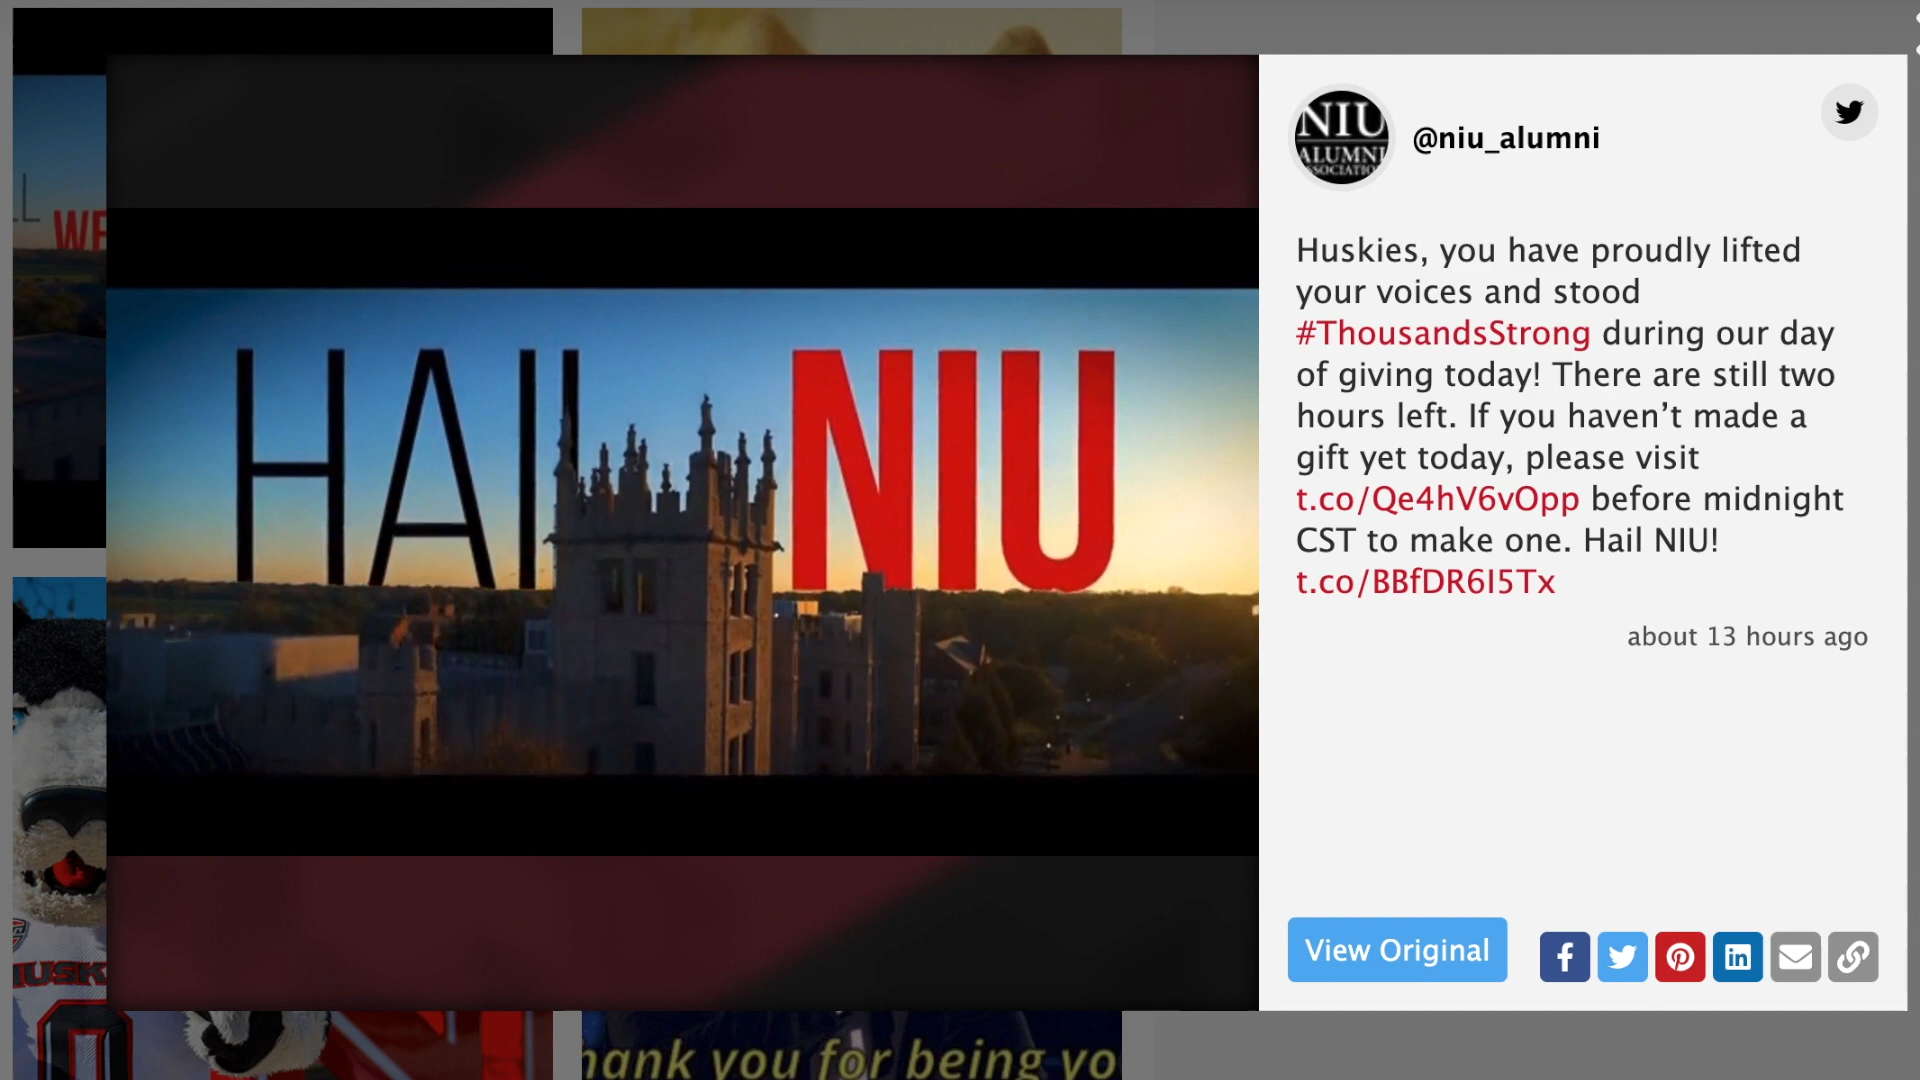 HAIL NIU
NIU
ALUMNI
ASSOCIATION
@niu_alumni
Huskies, you have proudly lifted
your voices and stood
#ThousandsStrong during our day
of giving today! There are still two
hours left. If you haven’t made a
gift yet today, please visit
t.co/Qe4hV6vOpp before midnight
CST to make one. Hail NIU!
t.co/BBfDR6I5Tx
about 13 hours ago
View Original
hank you for being yo